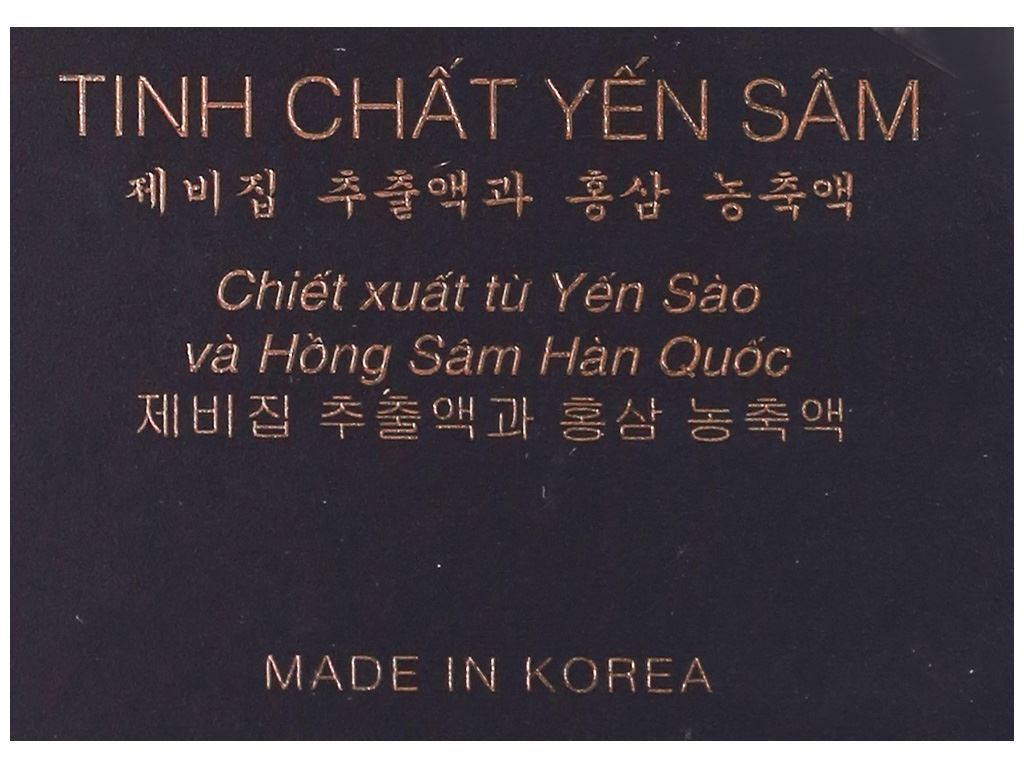 TINH CHẤT YẾN SÂM
제비집 추출액과 홍삼 농축액
Chiết xuất từ Yến Sào
và Hồng Sâm Hàn Quốc
제비집 추출액과 홍삼 농축액
MADE IN KOREA